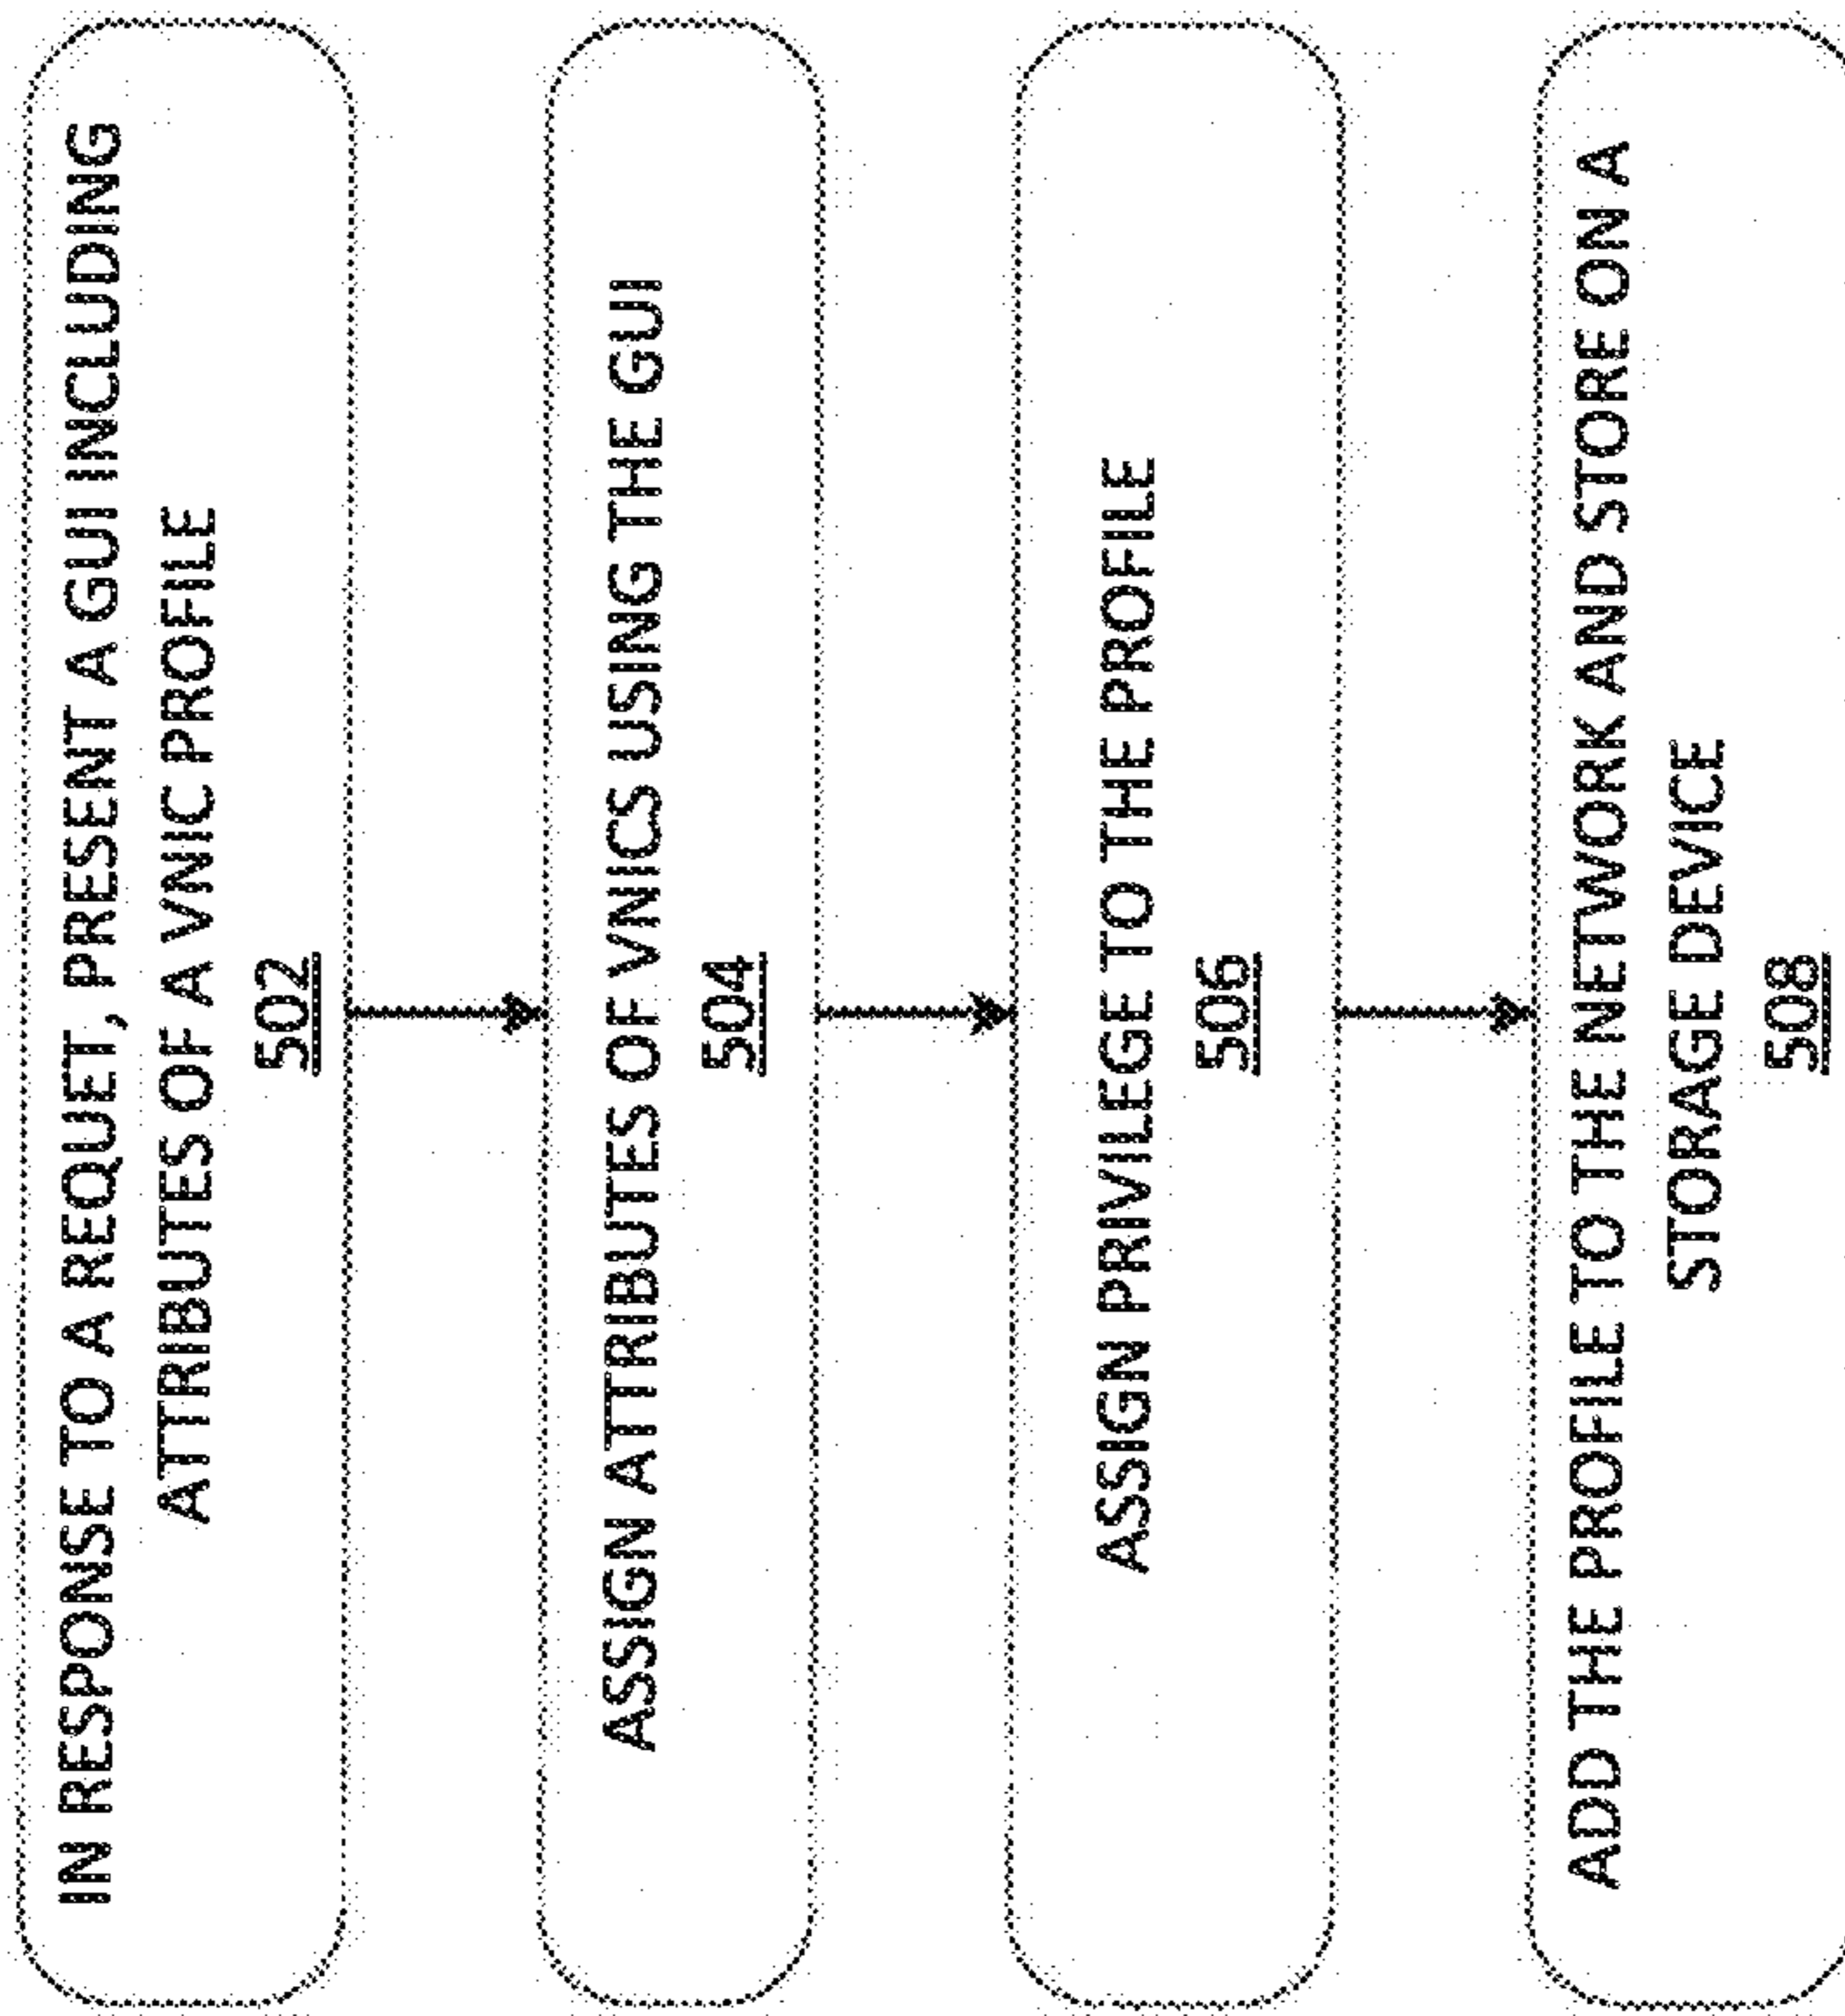 IN RESPONSE TO A REQUET, PRESENT A GUI INCLUDING
ATTRIBUTES OF A VNIC PROFILE
502
ASSIGN ATTRIBUTES OF VNICS USING THE GUI
504
ASSIGN PRIVILEGE TO THE PROFILE
506
ADD THE PROFILE TO THE NETWORK AND STORE ON A
STORAGE DEVICE
508